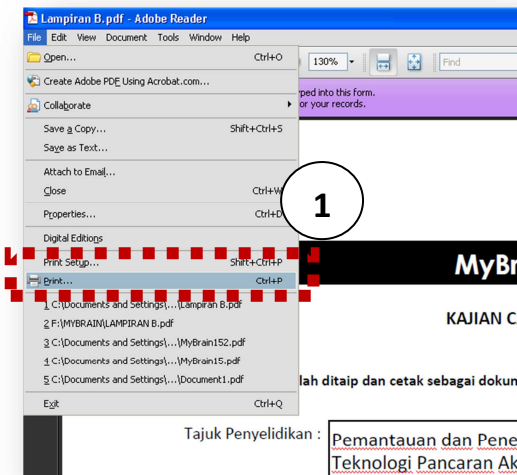 Lampiran B.pdf - Adobe Reader
File Edit View Document Tools Window Help
Open... Ctrl+O
130%
Find
Create Adobe PDF Using Acrobat.com...
ped into this form.
Collaborate
or your records.
Save a Copy... Shift+Ctrl+S
Save as Text...
Attach to Email...
Close Ctrl+W
1
Properties... Ctrl+D
Digital Editions
Print Setup... Shift+Ctrl+P
MyBr
Print... Ctrl+P
1 C:\Documents and Settings\...\Lampiran B.pdf
KAJIAN C
2 F:\MYBRAIN\LAMPIRAN B.pdf
3 C:\Documents and Settings\...\MyBrain152.pdf
4 C:\Documents and Settings\...\MyBrain15.pdf
5 C:\Documents and Settings\...\Document1.pdf
lah ditaip dan cetak sebagai dokun
Exit Ctrl+Q
Tajuk Penyelidikan : Pemantauan dan Pene
Teknologi Pancaran Ak